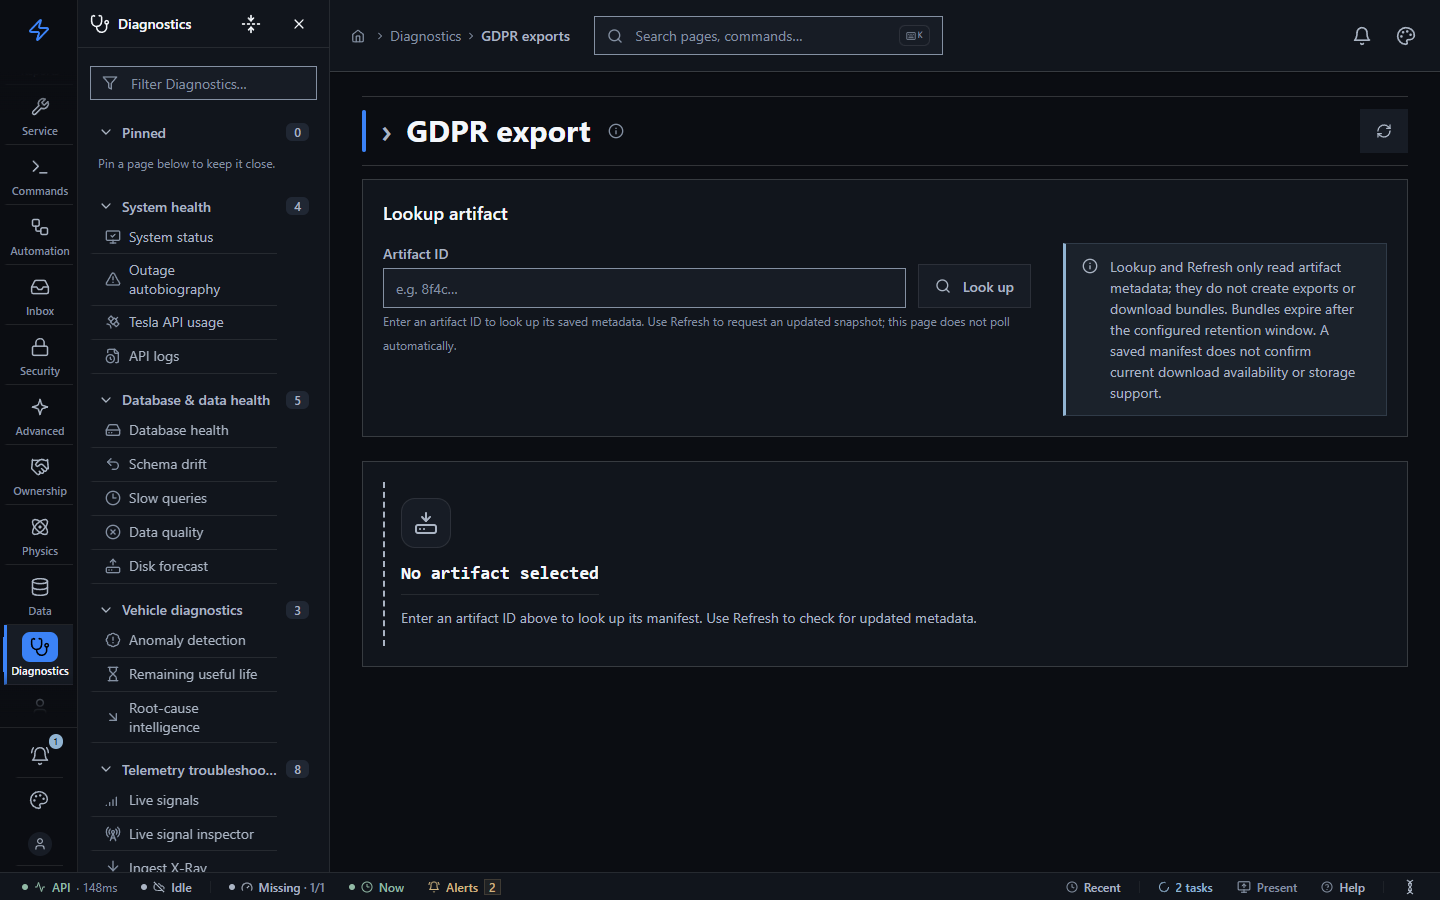 Diagnostics
Diagnostics
GDPR exports
Search pages, commands...
K
Filter Diagnostics...
Service
Commands
Automation
Inbox
Security
Advanced
Ownership
Physics
Data
Diagnostics
1
Pinned
0
Pin a page below to keep it close.
System health
4
System status
Outage
autobiography
Tesla API usage
API logs
Database & data health
5
Database health
Schema drift
Slow queries
Data quality
Disk forecast
Vehicle diagnostics
3
Anomaly detection
Remaining useful life
Root-cause
intelligence
Telemetry troubleshoo...
8
Live signals
Live signal inspector
Ingest X-Ray
GDPR export
Lookup artifact
Artifact ID
e.g. 8f4c...
Look up
Enter an artifact ID to look up its saved metadata. Use Refresh to request an updated snapshot; this page does not poll
automatically.
Lookup and Refresh only read artifact
metadata; they do not create exports or
download bundles. Bundles expire after
the configured retention window. A
saved manifest does not confirm
current download availability or storage
support.
No artifact selected
Enter an artifact ID above to look up its manifest. Use Refresh to check for updated metadata.
API · 148ms
Idle
Missing · 1/1
Now
Alerts 2
Recent
2 tasks
Present
Help